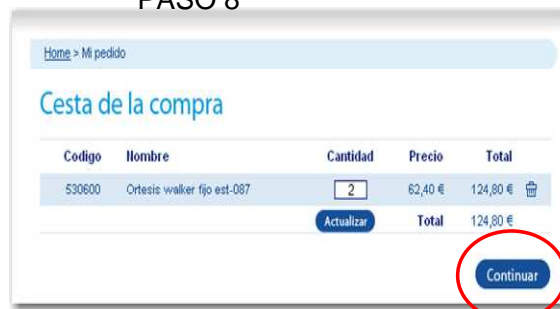 PASO 8
Home > Mi pedido
Cesta de la compra
Codigo Nombre Cantidad Precio Total
530600 Ortesis walker fijo est-087 2 62,40 € 124,80 €
Actualizar Total 124,80 €
Continuar